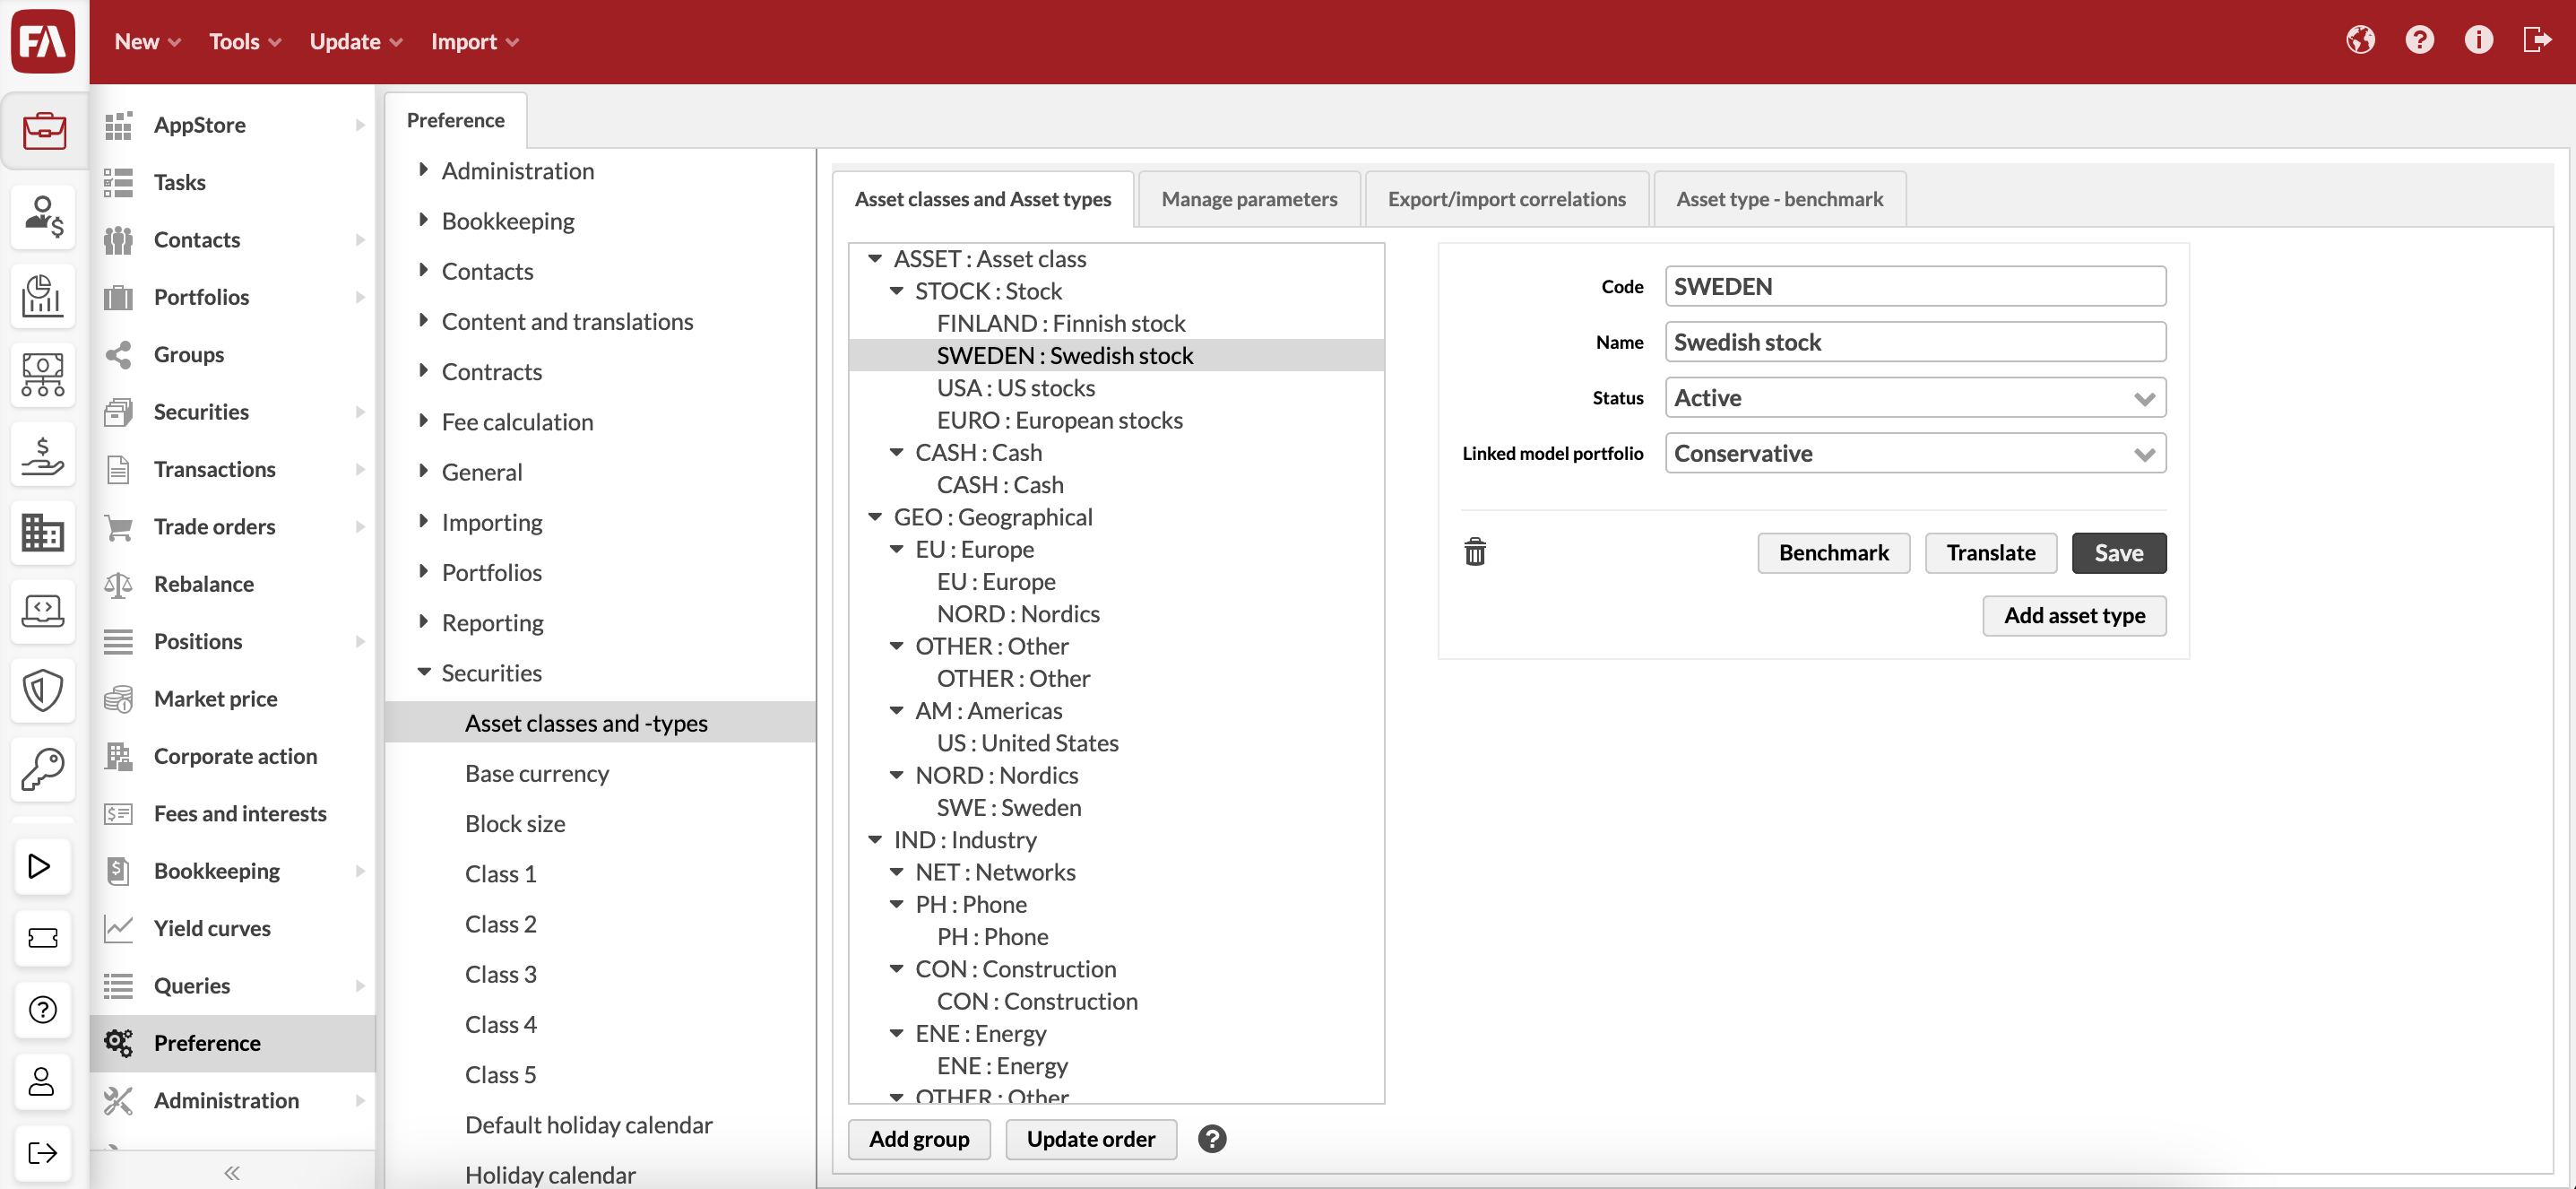 FA
New
Tools
Update
Import
AppStore
Tasks
Contacts
Portfolios
Groups
Securities
Transactions
Trade orders
Rebalance
Positions
Market price
Corporate action
Fees and interests
Bookkeeping
Yield curves
Queries
Preference
Administration
Preference
Administration
Bookkeeping
Contacts
Content and translations
Contracts
Fee calculation
General
Importing
Portfolios
Reporting
Securities
Asset classes and -types
Base currency
Block size
Class 1
Class 2
Class 3
Class 4
Class 5
Default holiday calendar
Holiday calendar
Asset classes and Asset types
Manage parameters
Export/import correlations
Asset type - benchmark
ASSET : Asset class
STOCK : Stock
FINLAND : Finnish stock
SWEDEN : Swedish stock
USA : US stocks
EURO : European stocks
CASH : Cash
CASH : Cash
GEO : Geographical
EU : Europe
EU : Europe
NORD : Nordics
OTHER : Other
OTHER : Other
AM : Americas
US : United States
NORD : Nordics
SWE : Sweden
IND : Industry
NET : Networks
PH : Phone
PH : Phone
CON : Construction
CON : Construction
ENE : Energy
ENE : Energy
OTHER : Other
Add group
Update order
Code
SWEDEN
Name
Swedish stock
Status
Active
Linked model portfolio
Conservative
Benchmark
Translate
Save
Add asset type